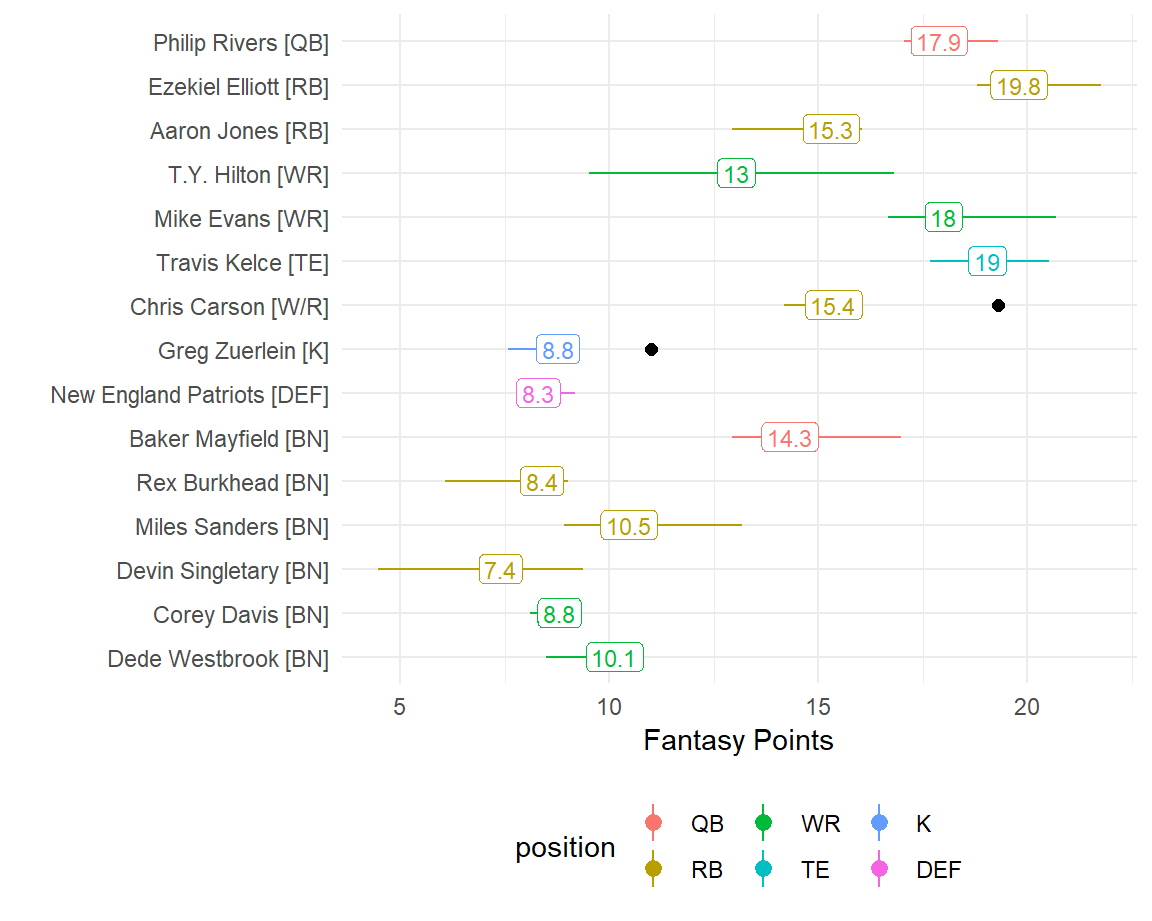 Philip Rivers [QB] 17.9
Ezekiel Elliott [RB] 19.8
Aaron Jones [RB] 15.3
T.Y. Hilton [WR] 13
Mike Evans [WR] 18
Travis Kelce [TE] 19
Chris Carson [W/R] 15.4
Greg Zuerlein [K] 8.8
New England Patriots [DEF] 8.3
Baker Mayfield [BN] 14.3
Rex Burkhead [BN] 8.4
Miles Sanders [BN] 10.5
Devin Singletary [BN] 7.4
Corey Davis [BN] 8.8
Dede Westbrook [BN] 10.1
5 10 15 20
Fantasy Points
position
QB WR K
RB TE DEF